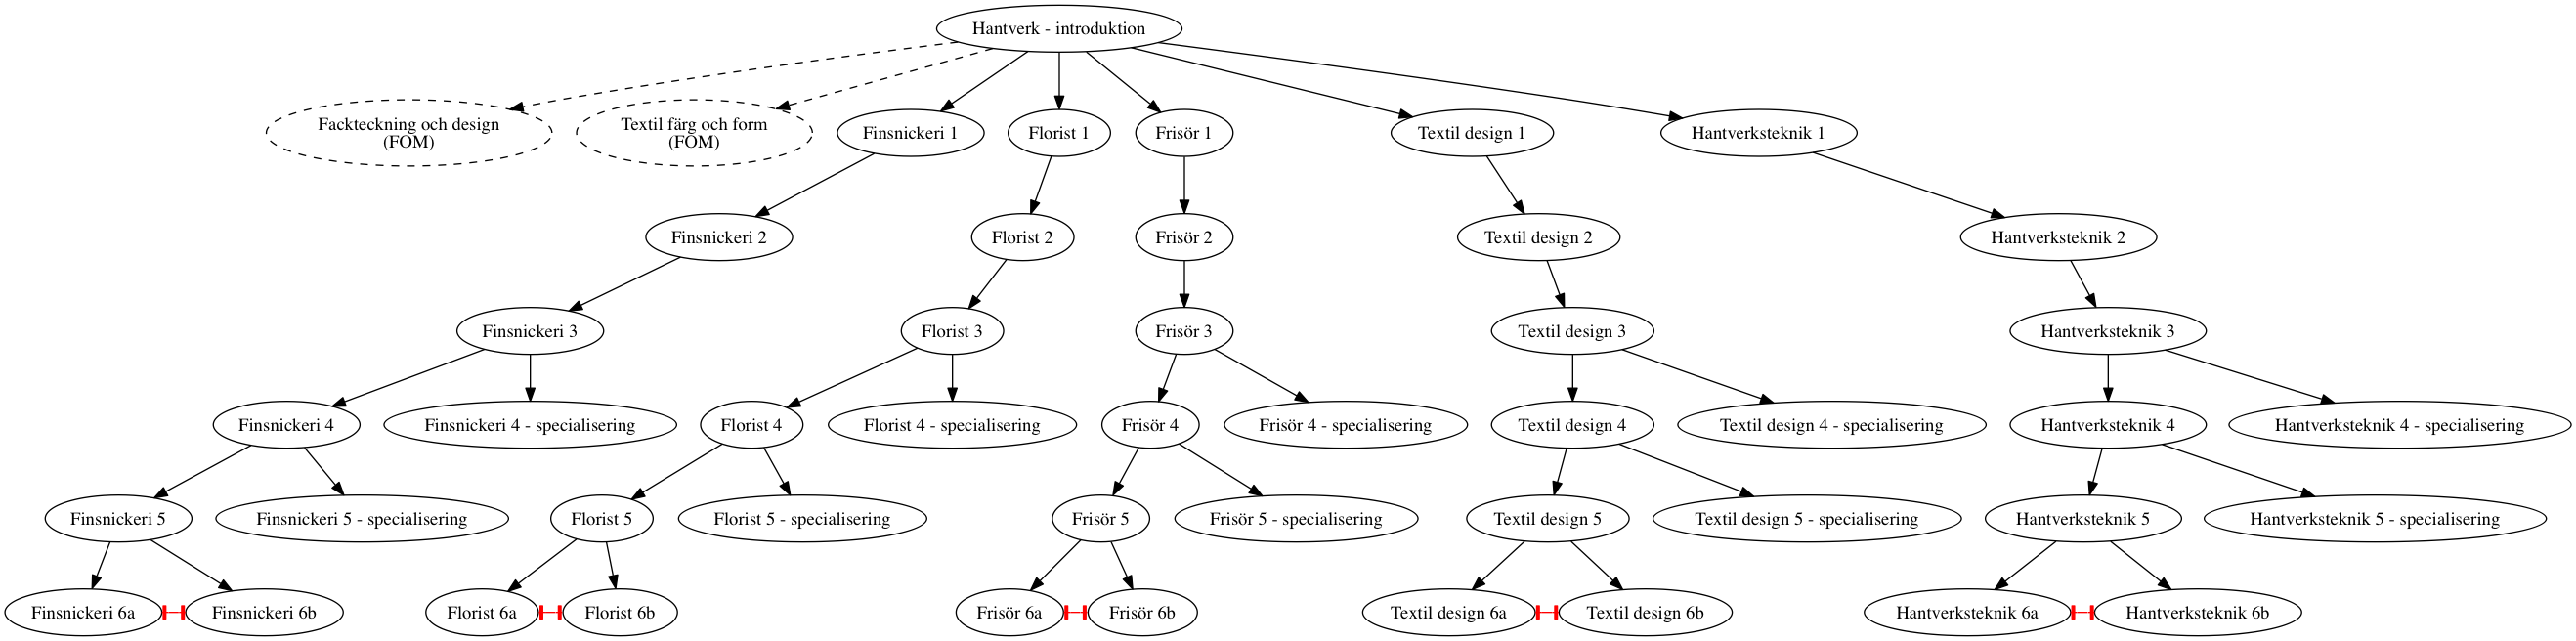 Hantverk - introduktion
Fackteckning och design
(FOM)
Textil färg och form
(FOM)
Finsnickeri 1
Florist 1
Frisör 1
Textil design 1
Hantverksteknik 1
Finsnickeri 2
Florist 2
Frisör 2
Textil design 2
Hantverksteknik 2
Finsnickeri 3
Florist 3
Frisör 3
Textil design 3
Hantverksteknik 3
Finsnickeri 4
Finsnickeri 4 - specialisering
Florist 4
Florist 4 - specialisering
Frisör 4
Frisör 4 - specialisering
Textil design 4
Textil design 4 - specialisering
Hantverksteknik 4
Hantverksteknik 4 - specialisering
Finsnickeri 5
Finsnickeri 5 - specialisering
Florist 5
Florist 5 - specialisering
Frisör 5
Frisör 5 - specialisering
Textil design 5
Textil design 5 - specialisering
Hantverksteknik 5
Hantverksteknik 5 - specialisering
Finsnickeri 6a
Finsnickeri 6b
Florist 6a
Florist 6b
Frisör 6a
Frisör 6b
Textil design 6a
Textil design 6b
Hantverksteknik 6a
Hantverksteknik 6b